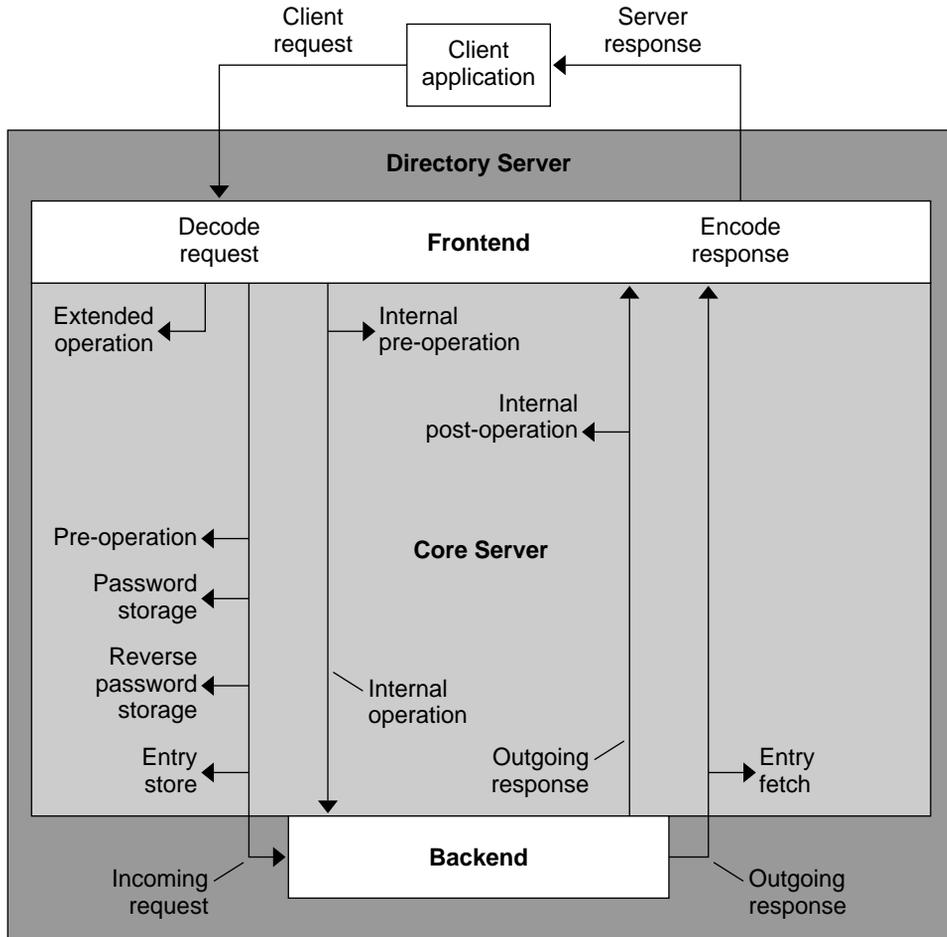 Client
request
Client
application
Server
response
Directory Server
Decode
request
Frontend
Encode
response
Extended
operation
Internal
pre-operation
Internal
post-operation
Pre-operation
Core Server
Password
storage
Reverse
password
storage
Internal
operation
Entry
store
Outgoing
response
Entry
fetch
Backend
Incoming
request
Outgoing
response